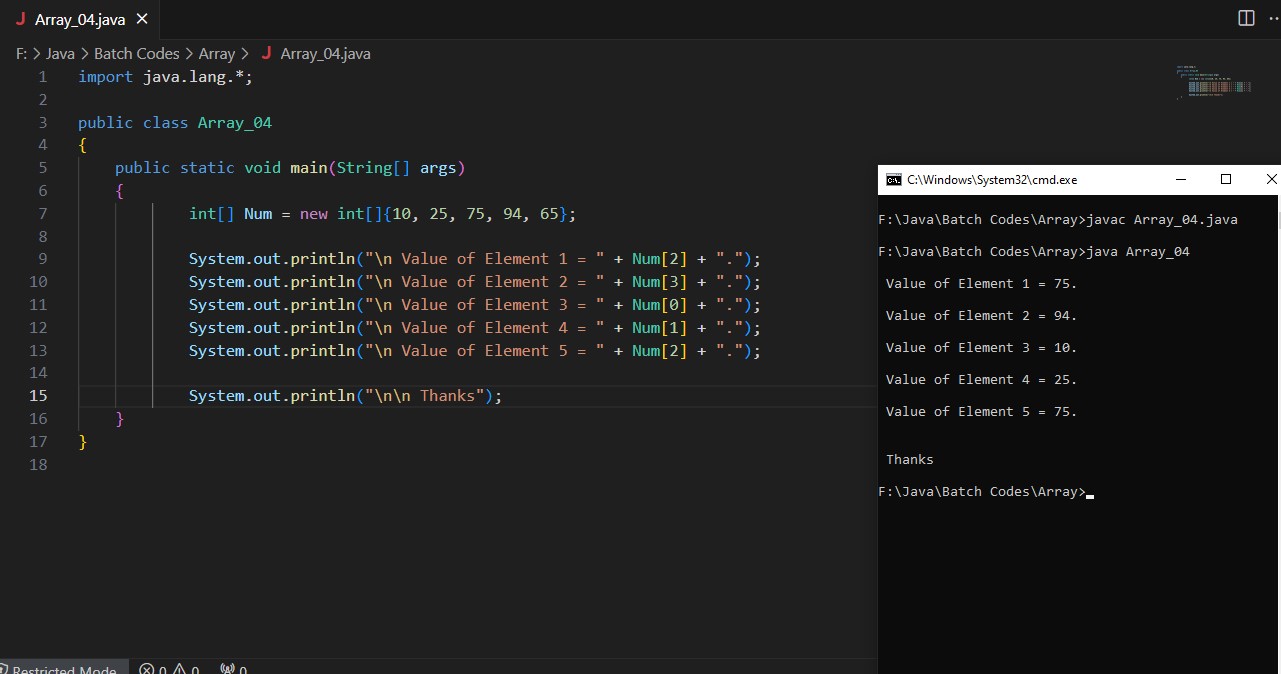 J Array_04.java ×
F: > Java > Batch Codes > Array > J Array_04.java
1 import java.lang.*;
2
3 public class Array_04
4 {
5 public static void main(String[] args)
6 {
7 int[] Num = new int[]{10, 25, 75, 94, 65};
8
9 System.out.println("\n Value of Element 1 = " + Num[2] + ".");
10 System.out.println("\n Value of Element 2 = " + Num[3] + ".");
11 System.out.println("\n Value of Element 3 = " + Num[0] + ".");
12 System.out.println("\n Value of Element 4 = " + Num[1] + ".");
13 System.out.println("\n Value of Element 5 = " + Num[2] + ".");
14
15 System.out.println("\n\n Thanks");
16 }
17 }
18
Restricted Mode 0 0 0
C:\Windows\System32\cmd.exe
F:\Java\Batch Codes\Array>javac Array_04.java
F:\Java\Batch Codes\Array>java Array_04
Value of Element 1 = 75.
Value of Element 2 = 94.
Value of Element 3 = 10.
Value of Element 4 = 25.
Value of Element 5 = 75.
Thanks
F:\Java\Batch Codes\Array>